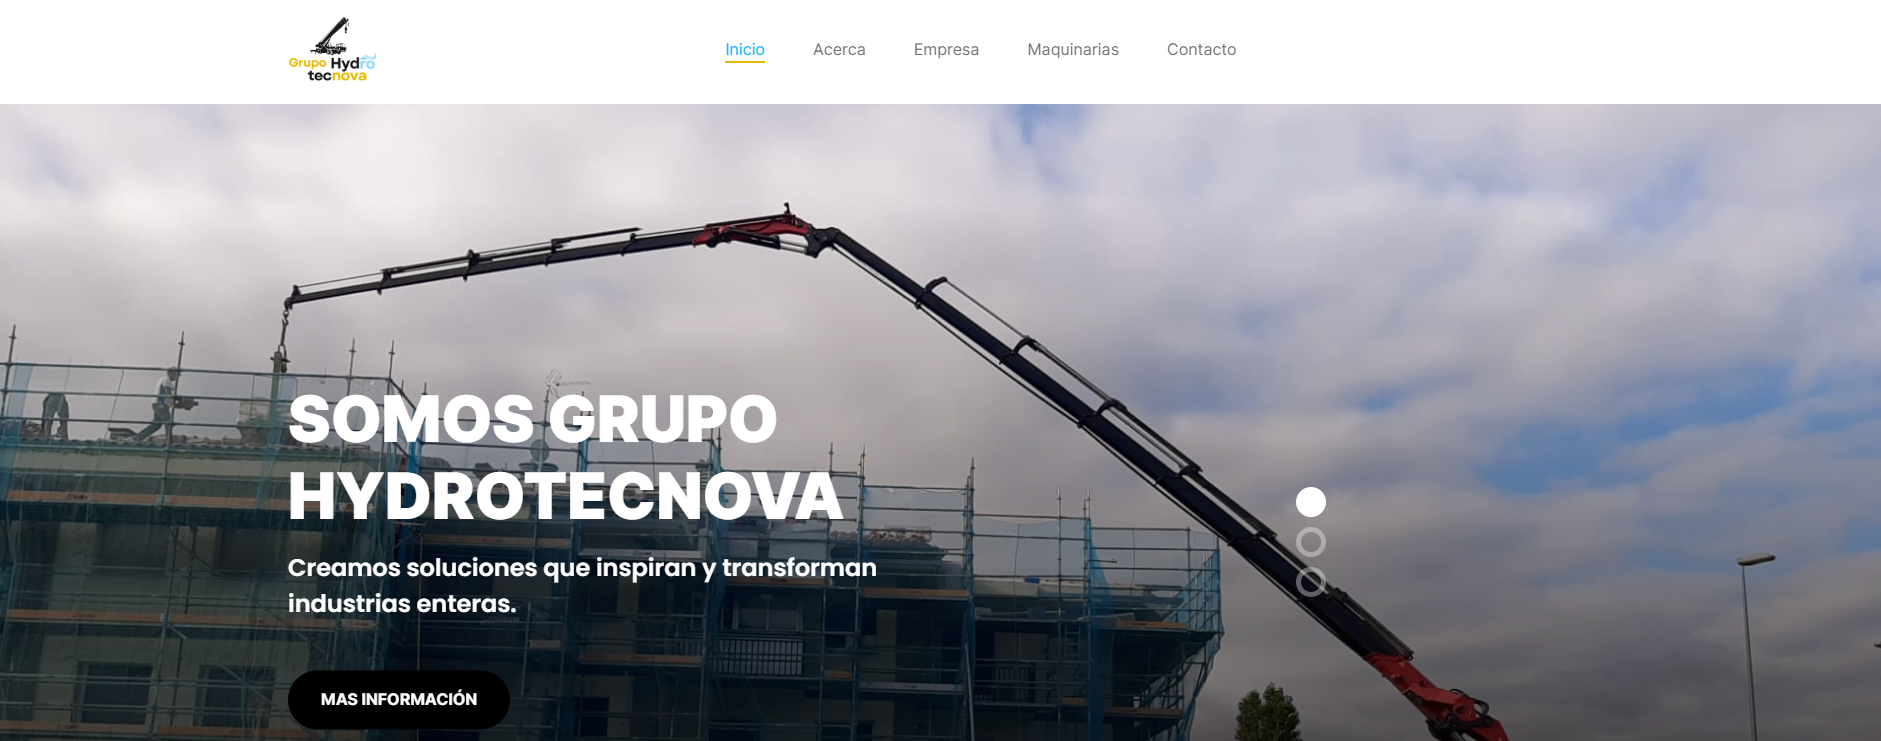 Grupo Hydro
tecnova
Inicio
Acerca
Empresa
Maquinarias
Contacto
SOMOS GRUPO
HYDROTECNOVA
Creamos soluciones que inspiran y transforman
industrias enteras.
MAS INFORMACIÓN